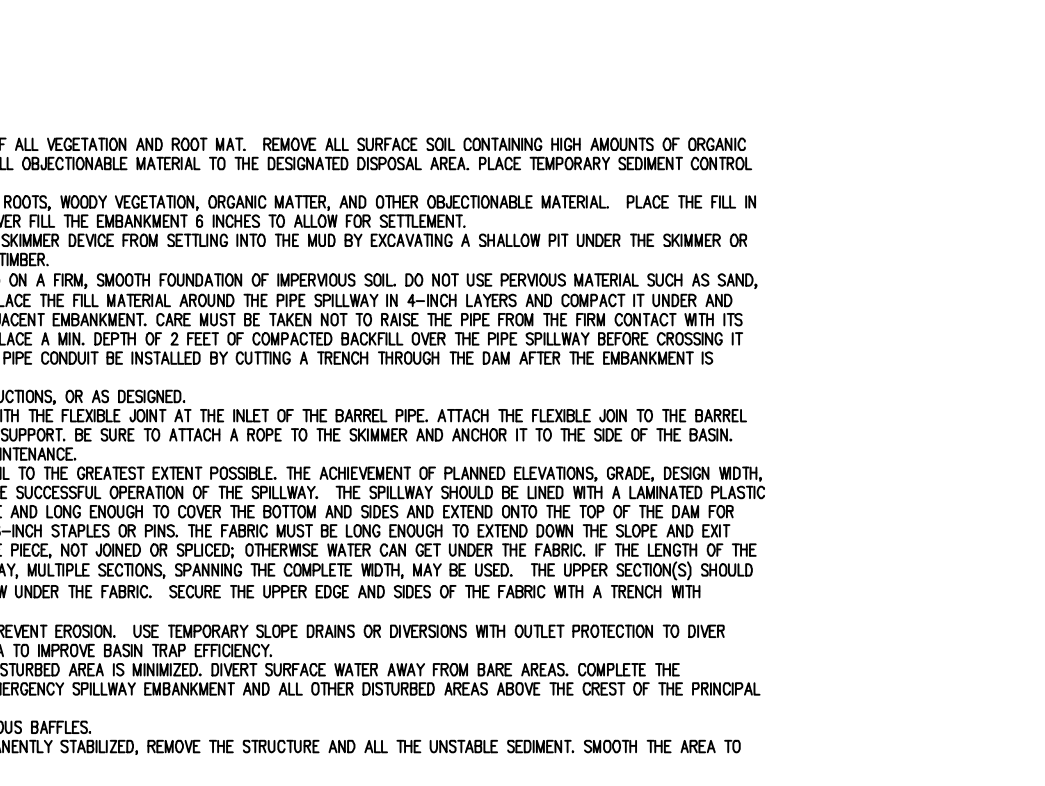 F ALL VEGETATION AND ROOT MAT. REMOVE ALL SURFACE SOIL CONTAINING HIGH AMOUNTS OF ORGANIC
LL OBJECTIONABLE MATERIAL TO THE DESIGNATED DISPOSAL AREA. PLACE TEMPORARY SEDIMENT CONTROL
ROOTS, WOODY VEGETATION, ORGANIC MATTER, AND OTHER OBJECTIONABLE MATERIAL. PLACE THE FILL IN
VER FILL THE EMBANKMENT 6 INCHES TO ALLOW FOR SETTLEMENT.
SKIMMER DEVICE FROM SETTLING INTO THE MUD BY EXCAVATING A SHALLOW PIT UNDER THE SKIMMER OR
TIMBER.
ON A FIRM, SMOOTH FOUNDATION OF IMPERVIOUS SOIL. DO NOT USE PERVIOUS MATERIAL SUCH AS SAND,
LACE THE FILL MATERIAL AROUND THE PIPE SPILLWAY IN 4-INCH LAYERS AND COMPACT IT UNDER AND
JACENT EMBANKMENT. CARE MUST BE TAKEN NOT TO RAISE THE PIPE FROM THE FIRM CONTACT WITH ITS
LACE A MIN. DEPTH OF 2 FEET OF COMPACTED BACKFILL OVER THE PIPE SPILLWAY BEFORE CROSSING IT
PIPE CONDUIT BE INSTALLED BY CUTTING A TRENCH THROUGH THE DAM AFTER THE EMBANKMENT IS
UCTIONS, OR AS DESIGNED.
ITH THE FLEXIBLE JOINT AT THE INLET OF THE BARREL PIPE. ATTACH THE FLEXIBLE JOIN TO THE BARREL
SUPPORT. BE SURE TO ATTACH A ROPE TO THE SKIMMER AND ANCHOR IT TO THE SIDE OF THE BASIN.
INTENANCE.
IL TO THE GREATEST EXTENT POSSIBLE. THE ACHIEVEMENT OF PLANNED ELEVATIONS, GRADE, DESIGN WIDTH,
E SUCCESSFUL OPERATION OF THE SPILLWAY. THE SPILLWAY SHOULD BE LINED WITH A LAMINATED PLASTIC
E AND LONG ENOUGH TO COVER THE BOTTOM AND SIDES AND EXTEND ONTO THE TOP OF THE DAM FOR
-INCH STAPLES OR PINS. THE FABRIC MUST BE LONG ENOUGH TO EXTEND DOWN THE SLOPE AND EXIT
E PIECE, NOT JOINED OR SPLICED; OTHERWISE WATER CAN GET UNDER THE FABRIC. IF THE LENGTH OF THE
AY, MULTIPLE SECTIONS, SPANNING THE COMPLETE WIDTH, MAY BE USED. THE UPPER SECTION(S) SHOULD
W UNDER THE FABRIC. SECURE THE UPPER EDGE AND SIDES OF THE FABRIC WITH A TRENCH WITH
REVENT EROSION. USE TEMPORARY SLOPE DRAINS OR DIVERSIONS WITH OUTLET PROTECTION TO DIVER
A TO IMPROVE BASIN TRAP EFFICIENCY.
STURBED AREA IS MINIMIZED. DIVERT SURFACE WATER AWAY FROM BARE AREAS. COMPLETE THE
MERGENCY SPILLWAY EMBANKMENT AND ALL OTHER DISTURBED AREAS ABOVE THE CREST OF THE PRINCIPAL
OUS BAFFLES.
ANENTLY STABILIZED, REMOVE THE STRUCTURE AND ALL THE UNSTABLE SEDIMENT. SMOOTH THE AREA TO